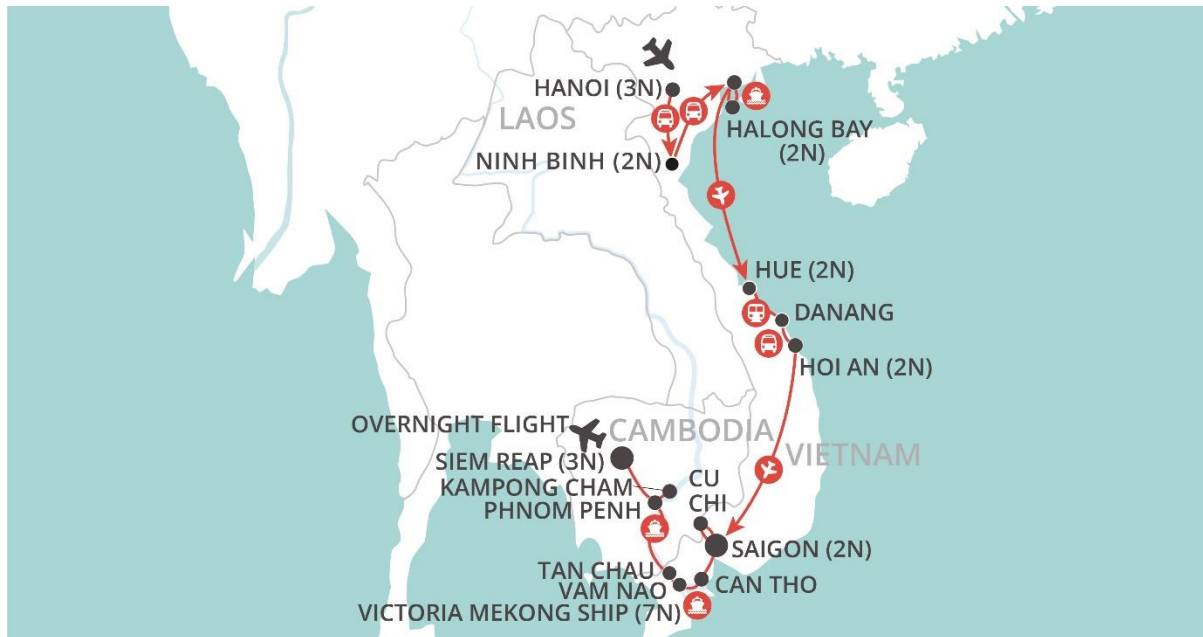 HANOI (3N)
LAOS
HALONG BAY
(2N)
NINH BINH (2N)
HUE (2N)
DANANG
HOI AN (2N)
OVERNIGHT FLIGHT
CAMBODIA
VIETNAM
SIEM REAP (3N)
KAMPONG CHAM
PHNOM PENH
CU
CHI
SAIGON (2N)
TAN CHAU
VAM NAO
CAN THO
VICTORIA MEKONG SHIP (7N)